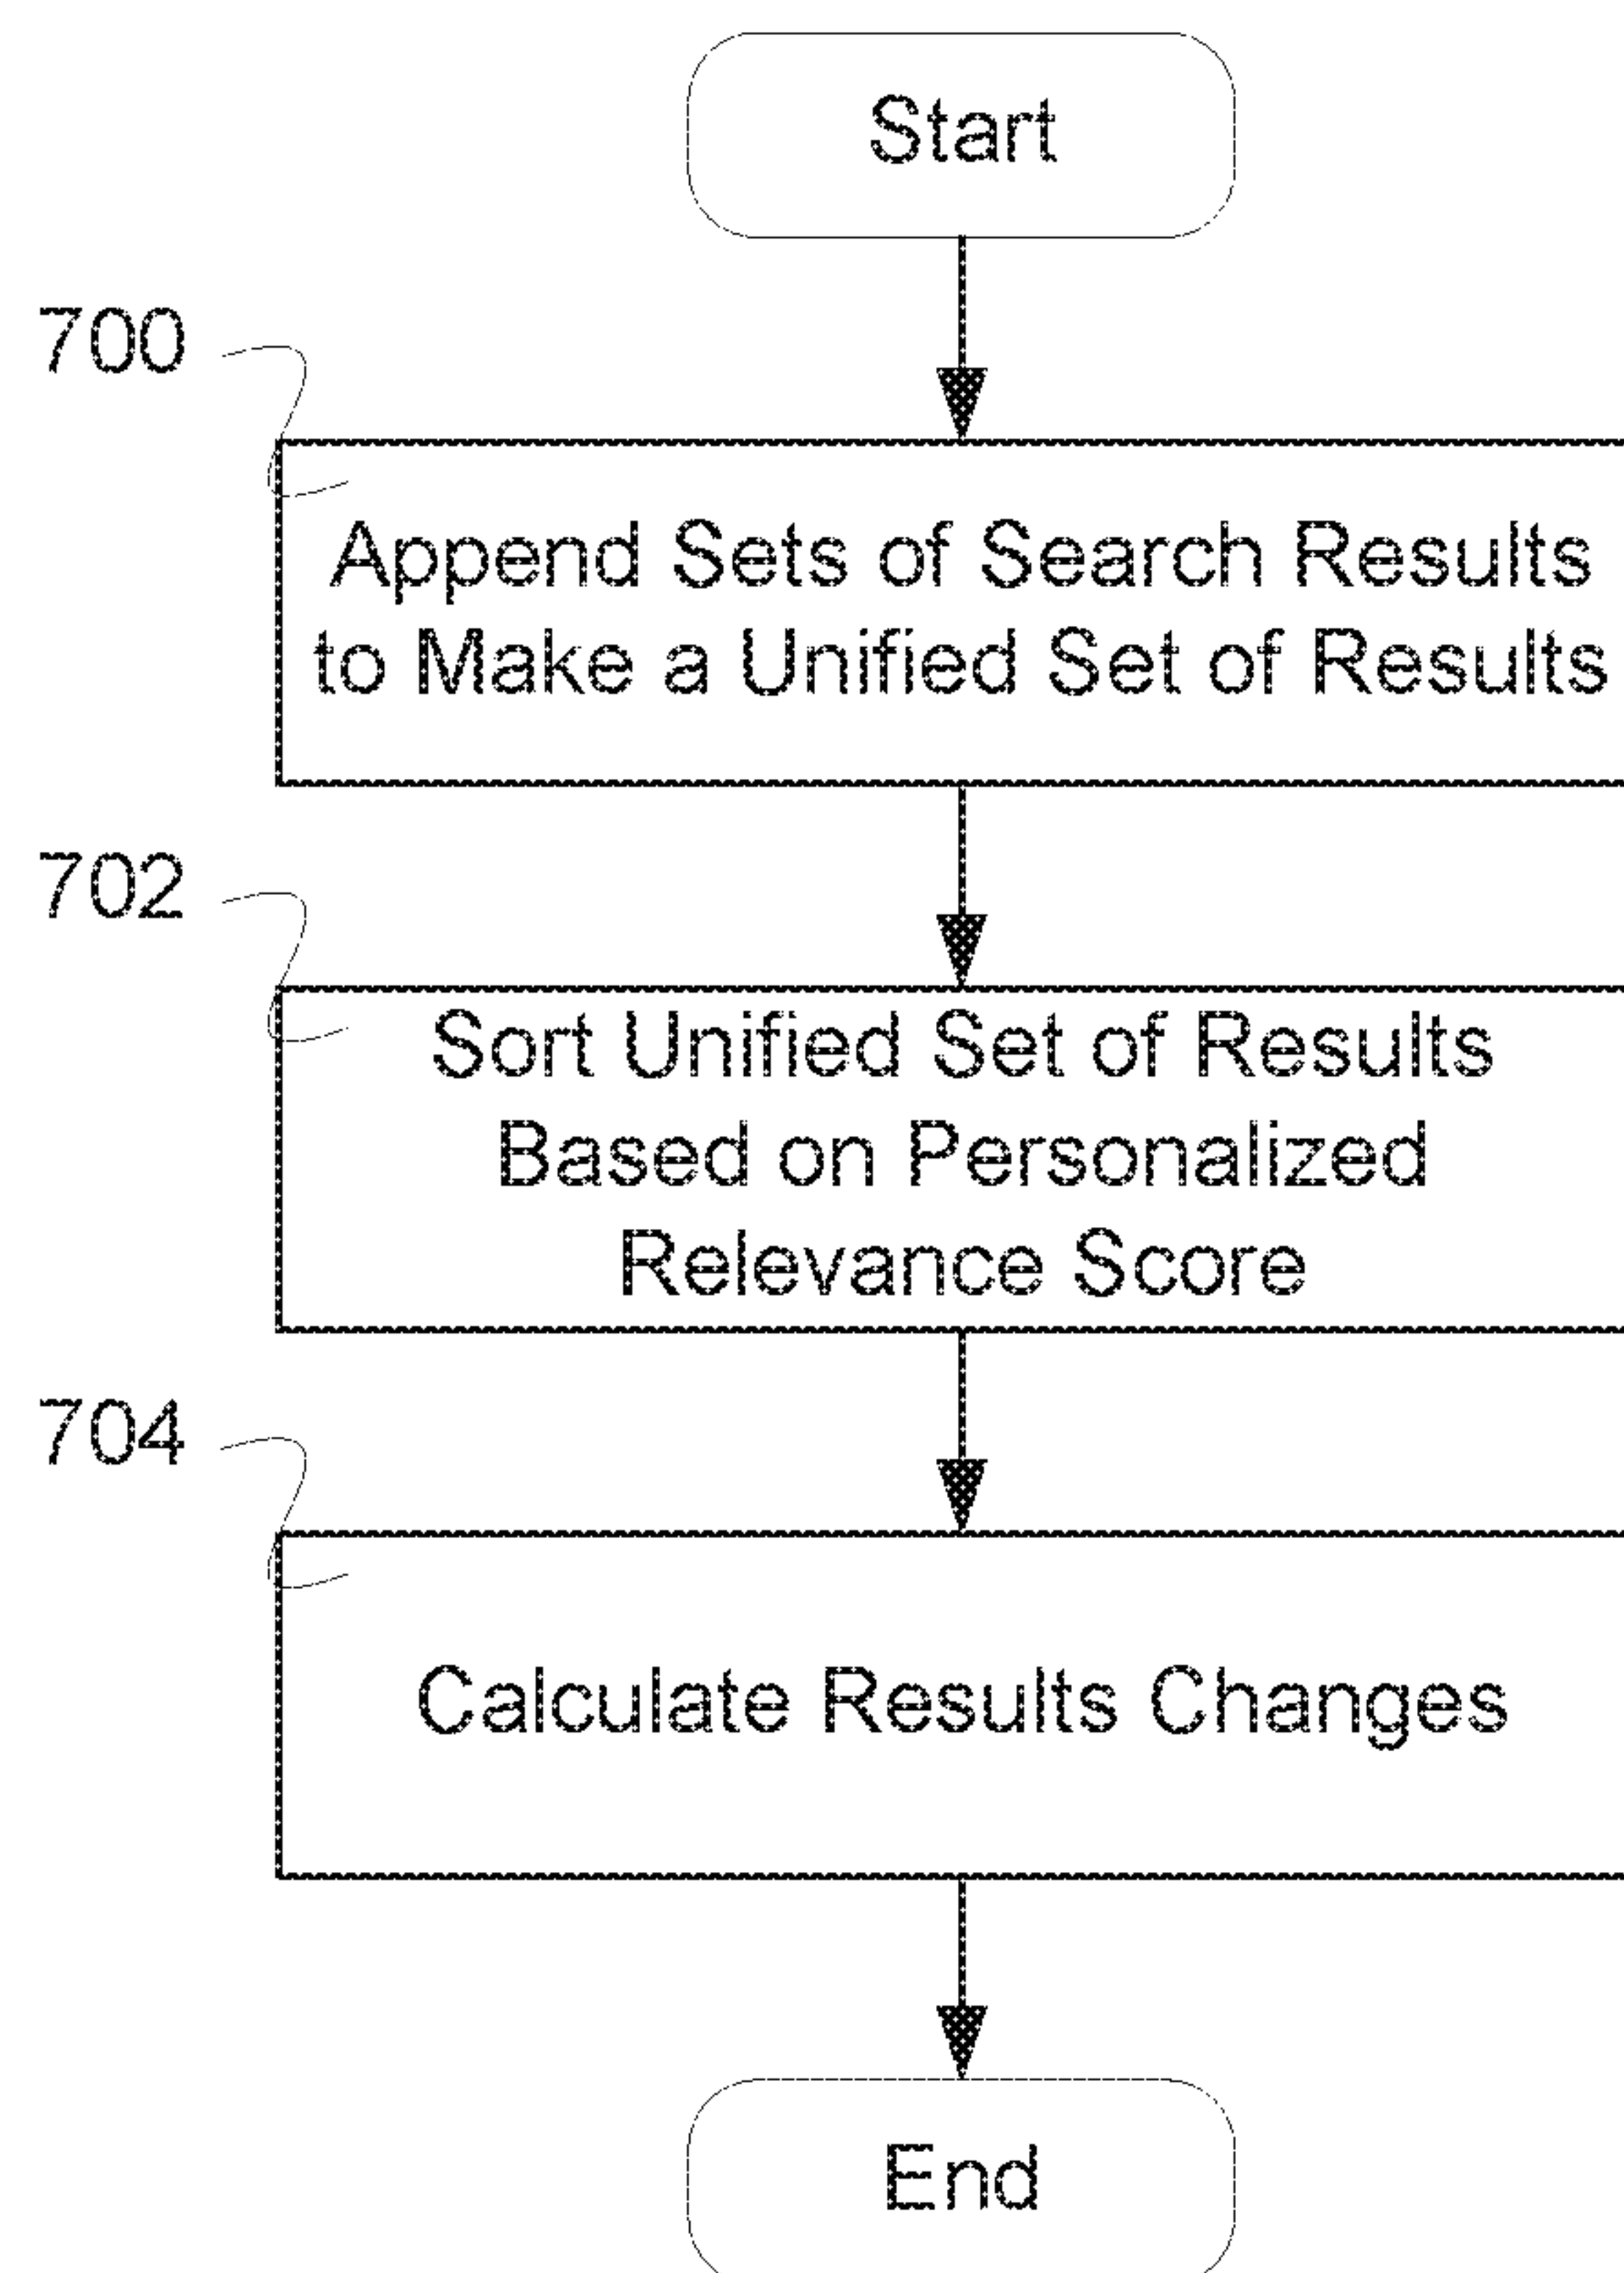 Start
700
Append Sets of Search Results
to Make a Unified Set of Results
702
Sort Unified Set of Results
Based on Personalized
Relevance Score
704
Calculate Results Changes
End